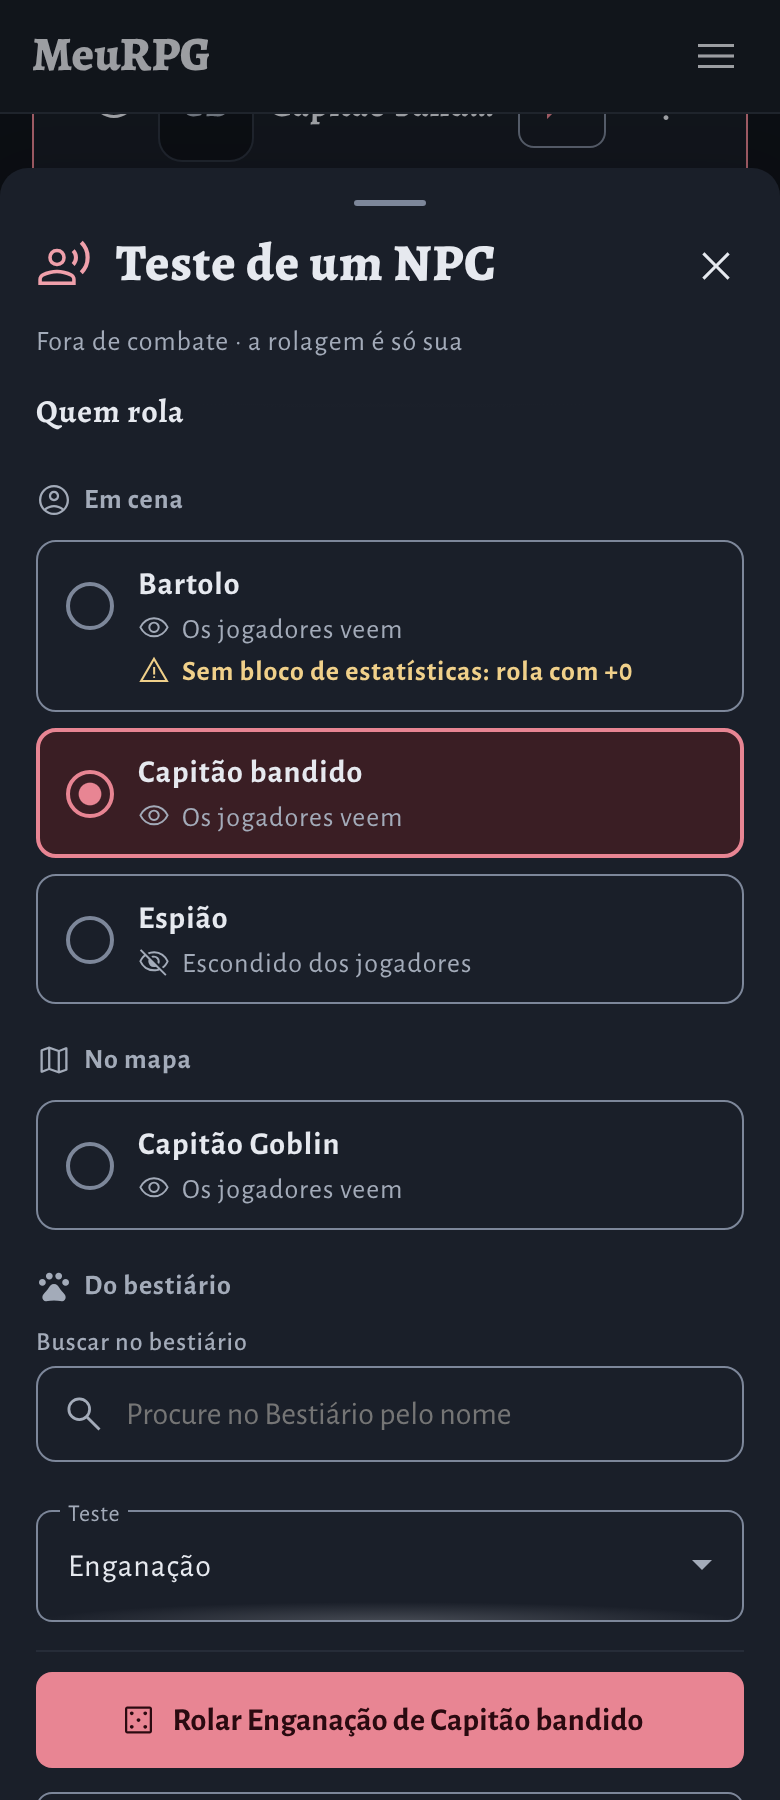 MeuRPG
Teste de um NPC
Fora de combate · a rolagem é só sua
Quem rola
Em cena
Bartolo
Os jogadores veem
Sem bloco de estatísticas: rola com +0
Capitão bandido
Os jogadores veem
Espião
Escondido dos jogadores
No mapa
Capitão Goblin
Os jogadores veem
Do bestiário
Buscar no bestiário
Procure no Bestiário pelo nome
Teste
Enganação
Rolar Enganação de Capitão bandido